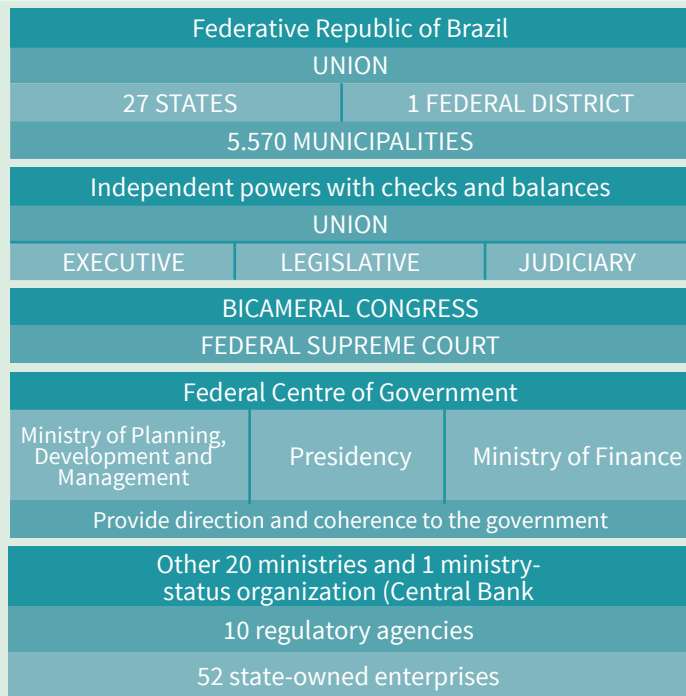 Federative Republic of Brazil
UNION
27 STATES
1 FEDERAL DISTRICT
5.570 MUNICIPALITIES
Independent powers with checks and balances
UNION
EXECUTIVE
LEGISLATIVE
JUDICIARY
BICAMERAL CONGRESS
FEDERAL SUPREME COURT
Federal Centre of Government
Ministry of Planning,
Development and
Management
Presidency
Ministry of Finance
Provide direction and coherence to the government
Other 20 ministries and 1 ministry-
status organization (Central Bank
10 regulatory agencies
52 state-owned enterprises